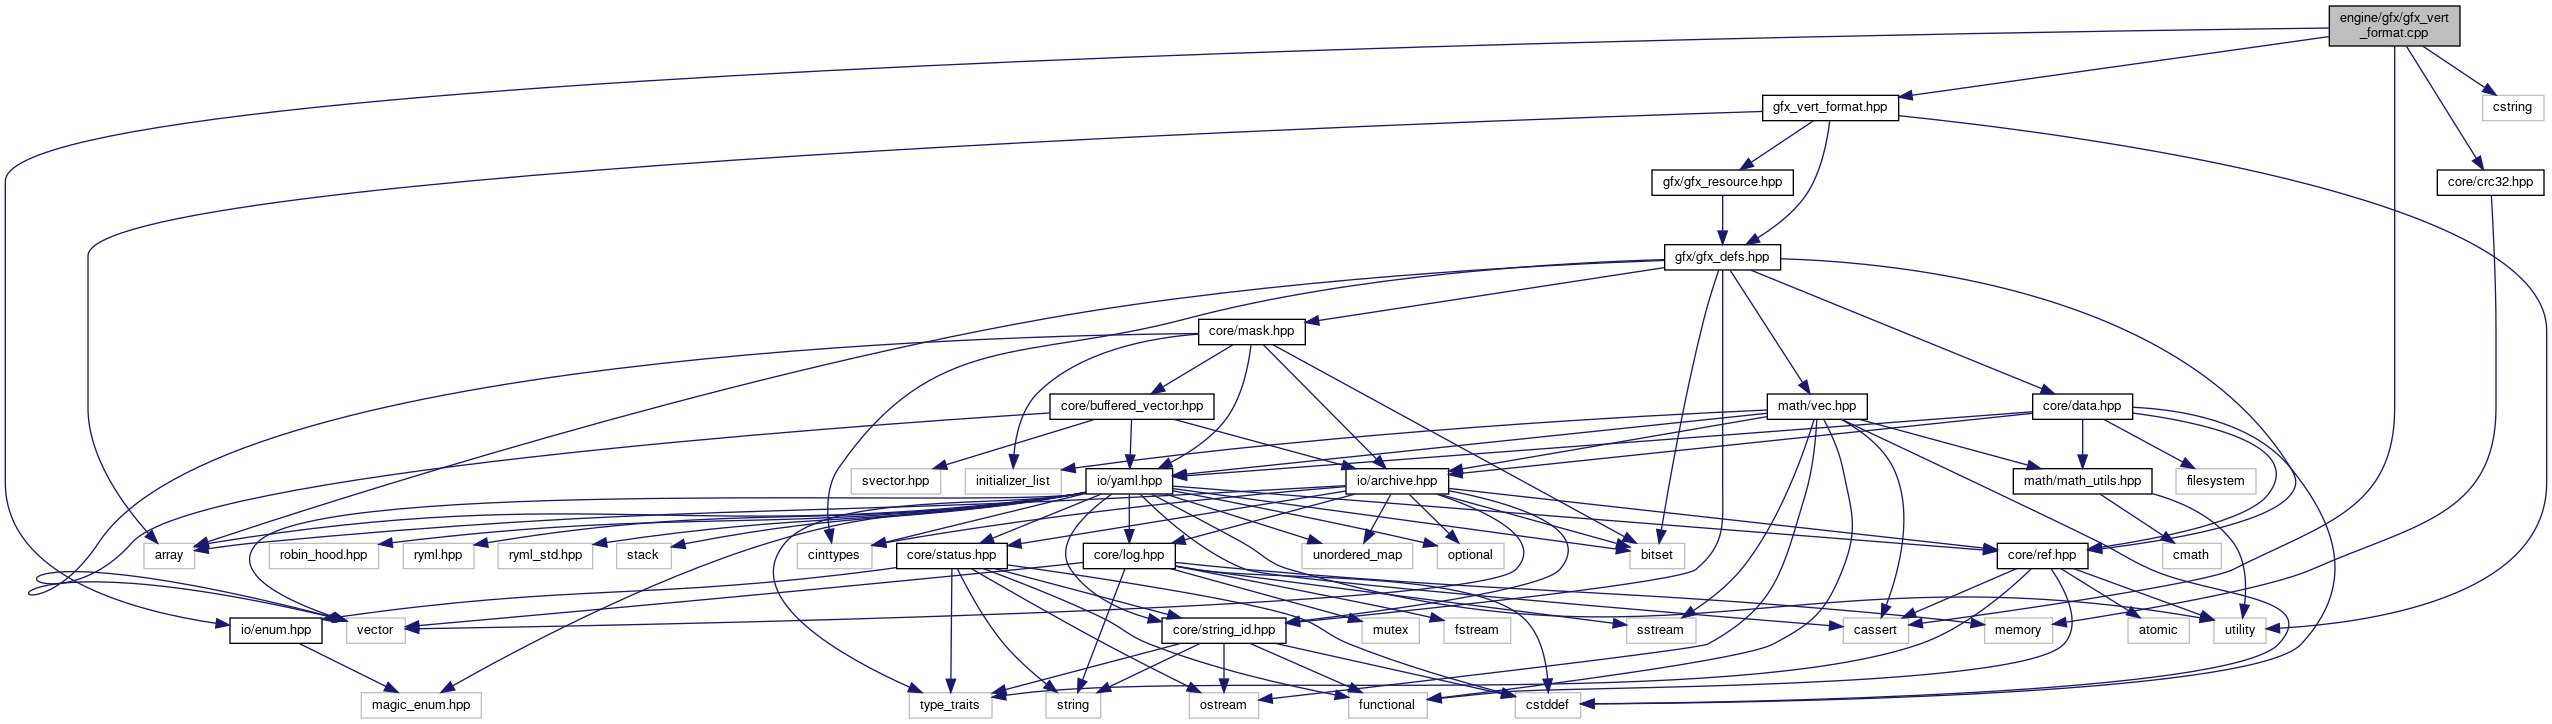 engine/gfx/gfx_vert
_format.cpp
gfx_vert_format.hpp
cstring
gfx/gfx_resource.hpp
core/crc32.hpp
gfx/gfx_defs.hpp
core/mask.hpp
core/buffered_vector.hpp
math/vec.hpp
core/data.hpp
svector.hpp
initializer_list
io/yaml.hpp
io/archive.hpp
math/math_utils.hpp
filesystem
array
robin_hood.hpp
ryml.hpp
ryml_std.hpp
stack
cinttypes
core/status.hpp
core/log.hpp
unordered_map
optional
bitset
core/ref.hpp
cmath
io/enum.hpp
vector
core/string_id.hpp
mutex
fstream
sstream
cassert
memory
atomic
utility
magic_enum.hpp
type_traits
string
ostream
functional
cstddef